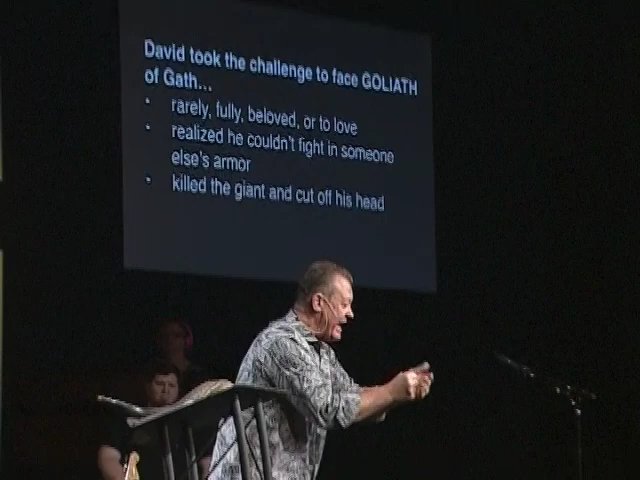 David took the challenge to face GOLIATH
of Gath...
• rarely, fully, beloved, or to love
• realized he couldn't fight in someone
else's armor
• killed the giant and cut off his head